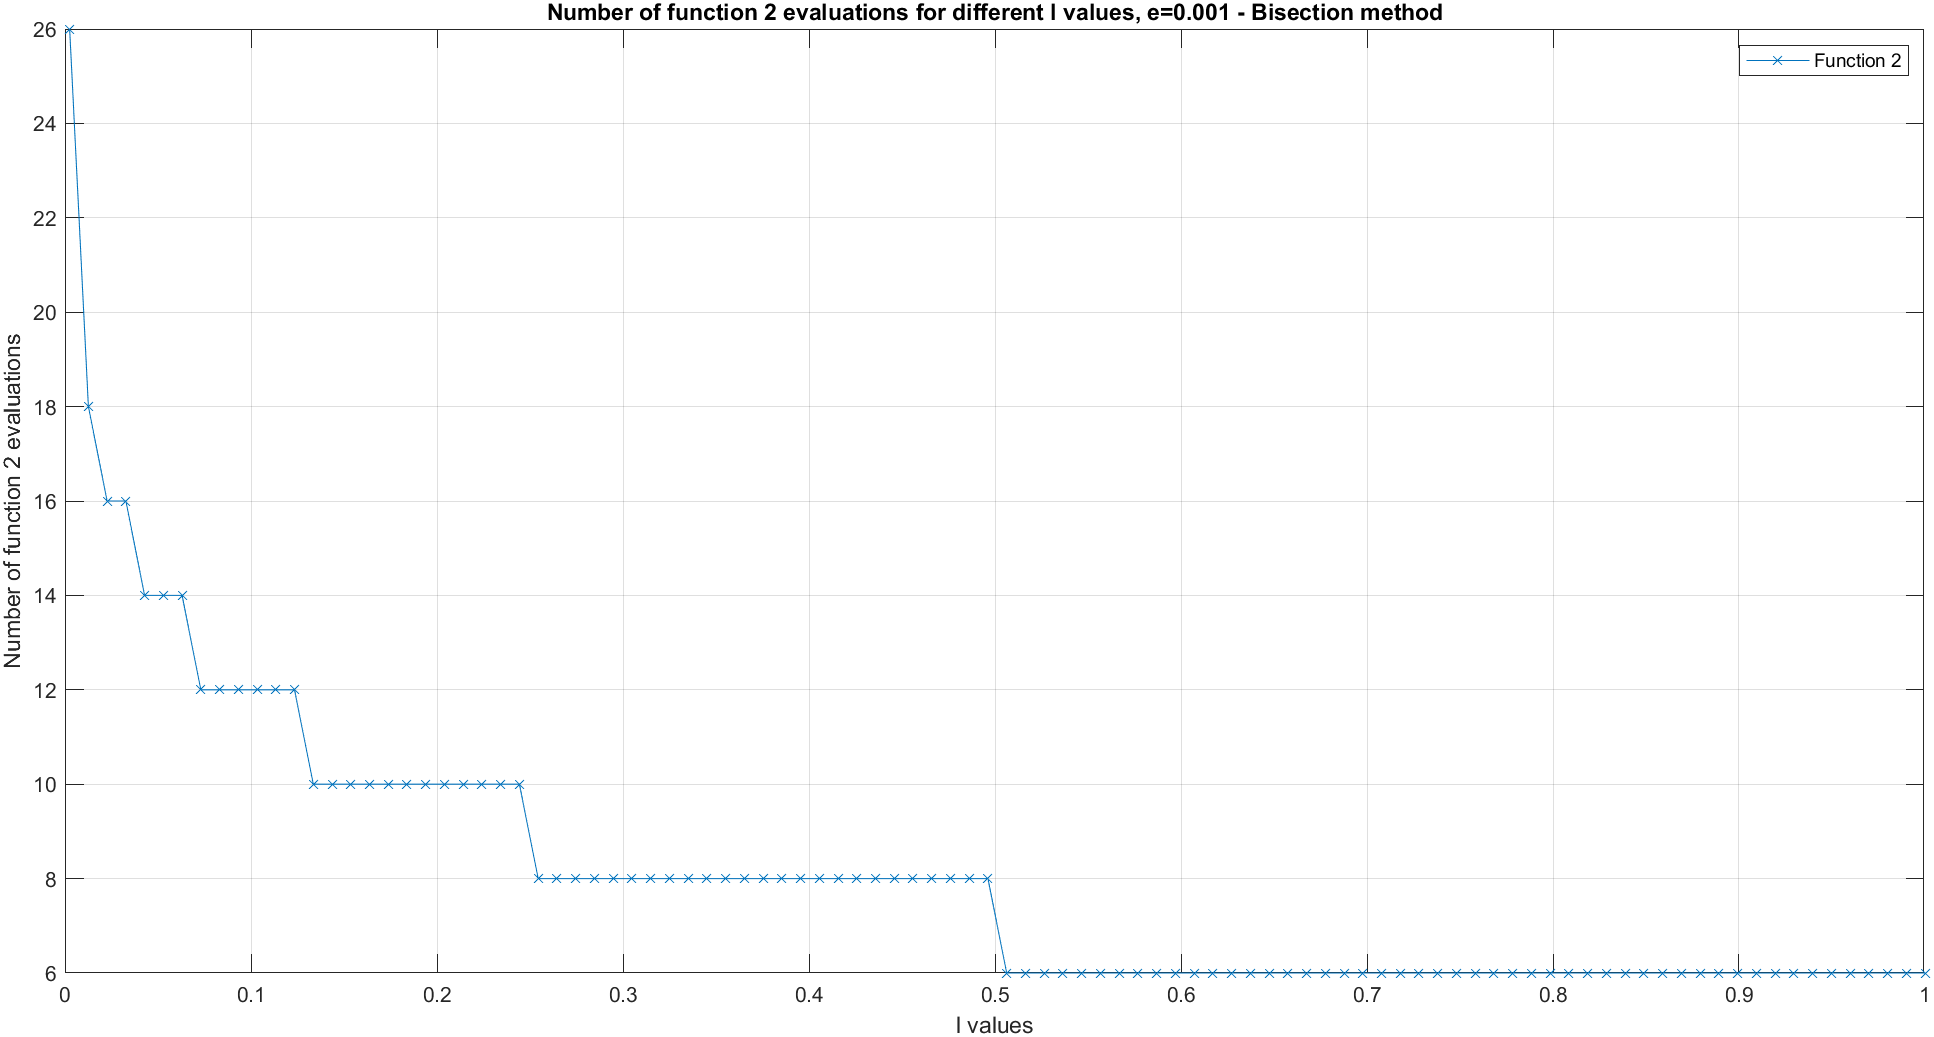 Number of function 2 evaluations for different l values, e=0.001 - Bisection method
Function 2
Number of function 2 evaluations
26
24
22
20
18
16
14
12
10
8
6
0 0.1 0.2 0.3 0.4 0.5 0.6 0.7 0.8 0.9 1
l values